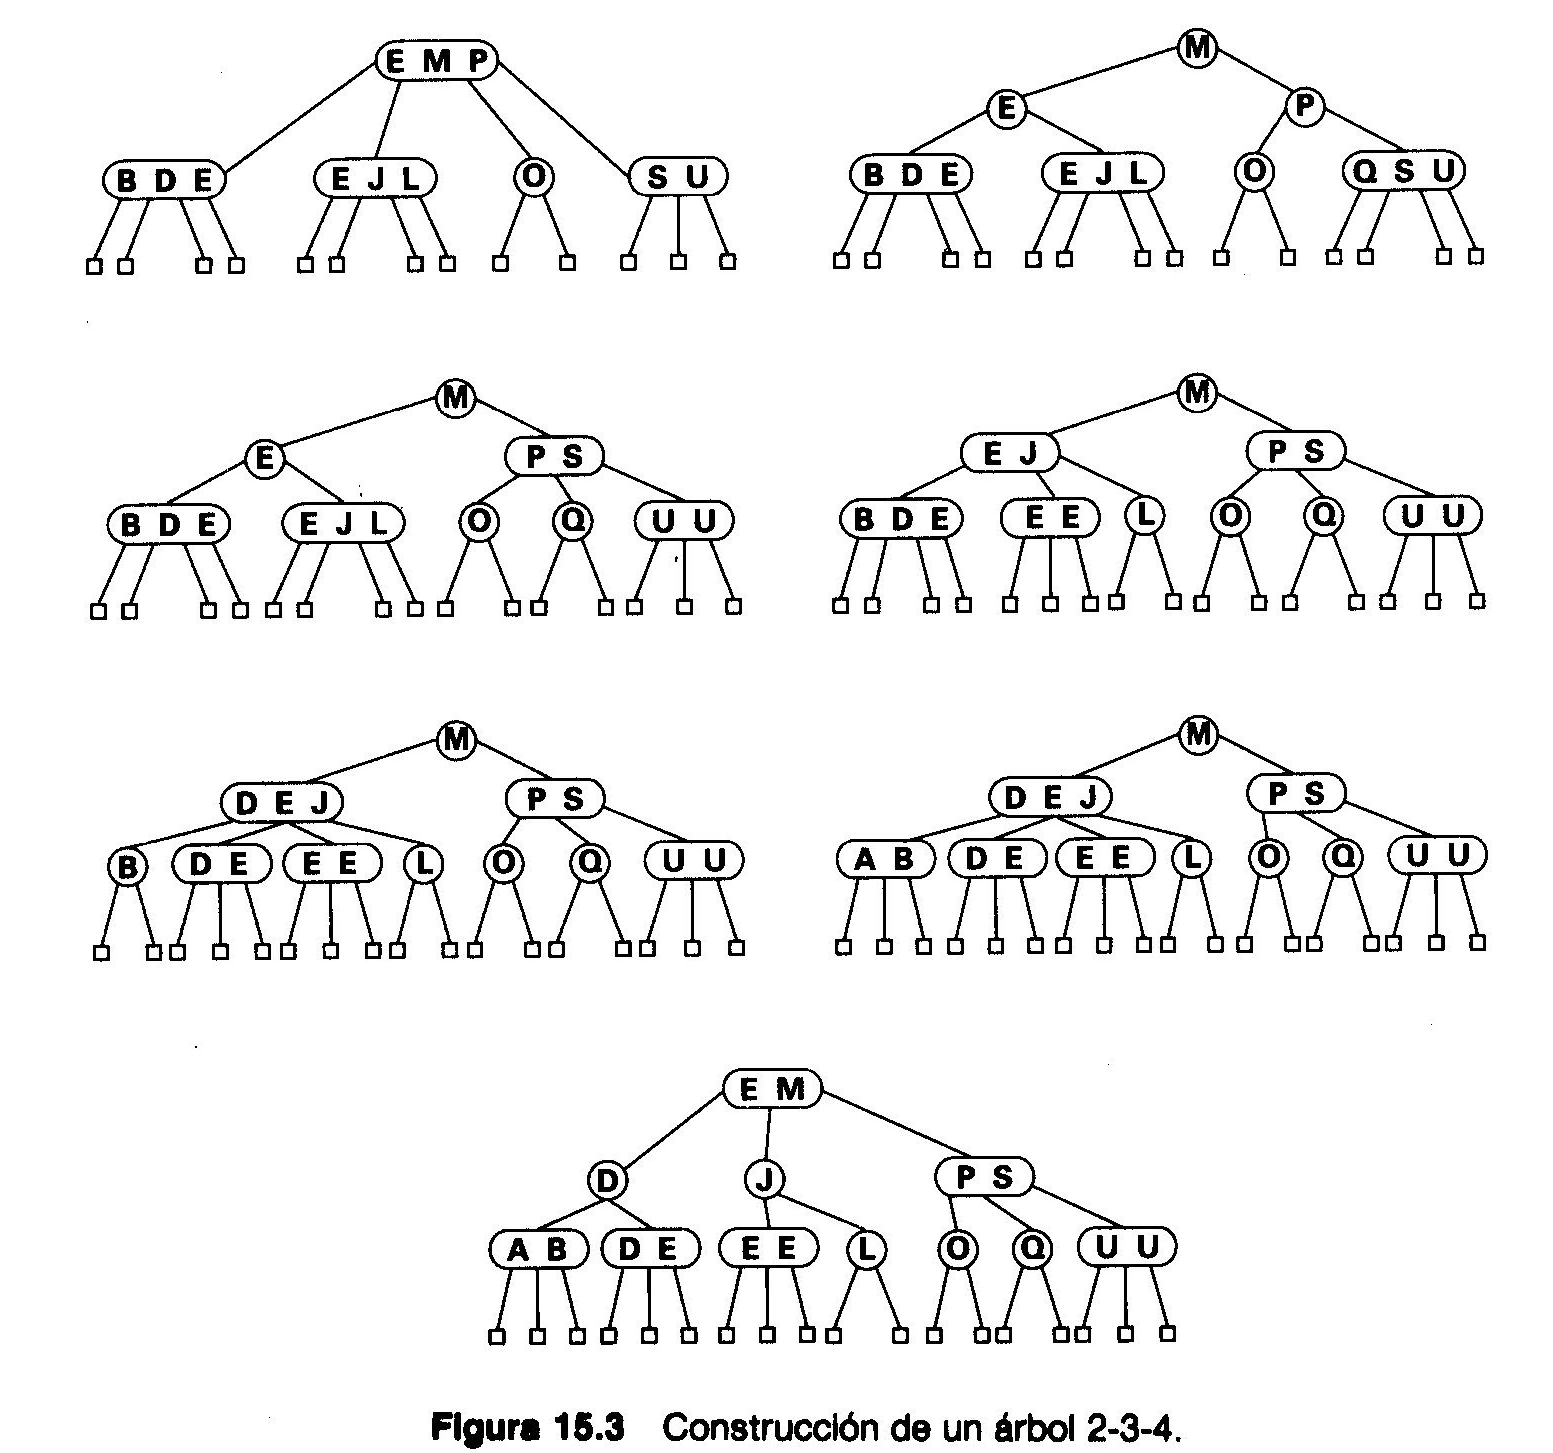 E M P
B D E E J L O S U
M
E P
B D E E J L O Q S U
M
E P S
B D E E J L O Q U U
M
E J P S
B D E E E L O Q U U
M
D E J P S
B D E E E L O Q U U
M
D E J P S
A B D E E E L O Q U U
E M
D J P S
A B D E E E L O Q U U
Figura 15.3 Construcción de un árbol 2-3-4.